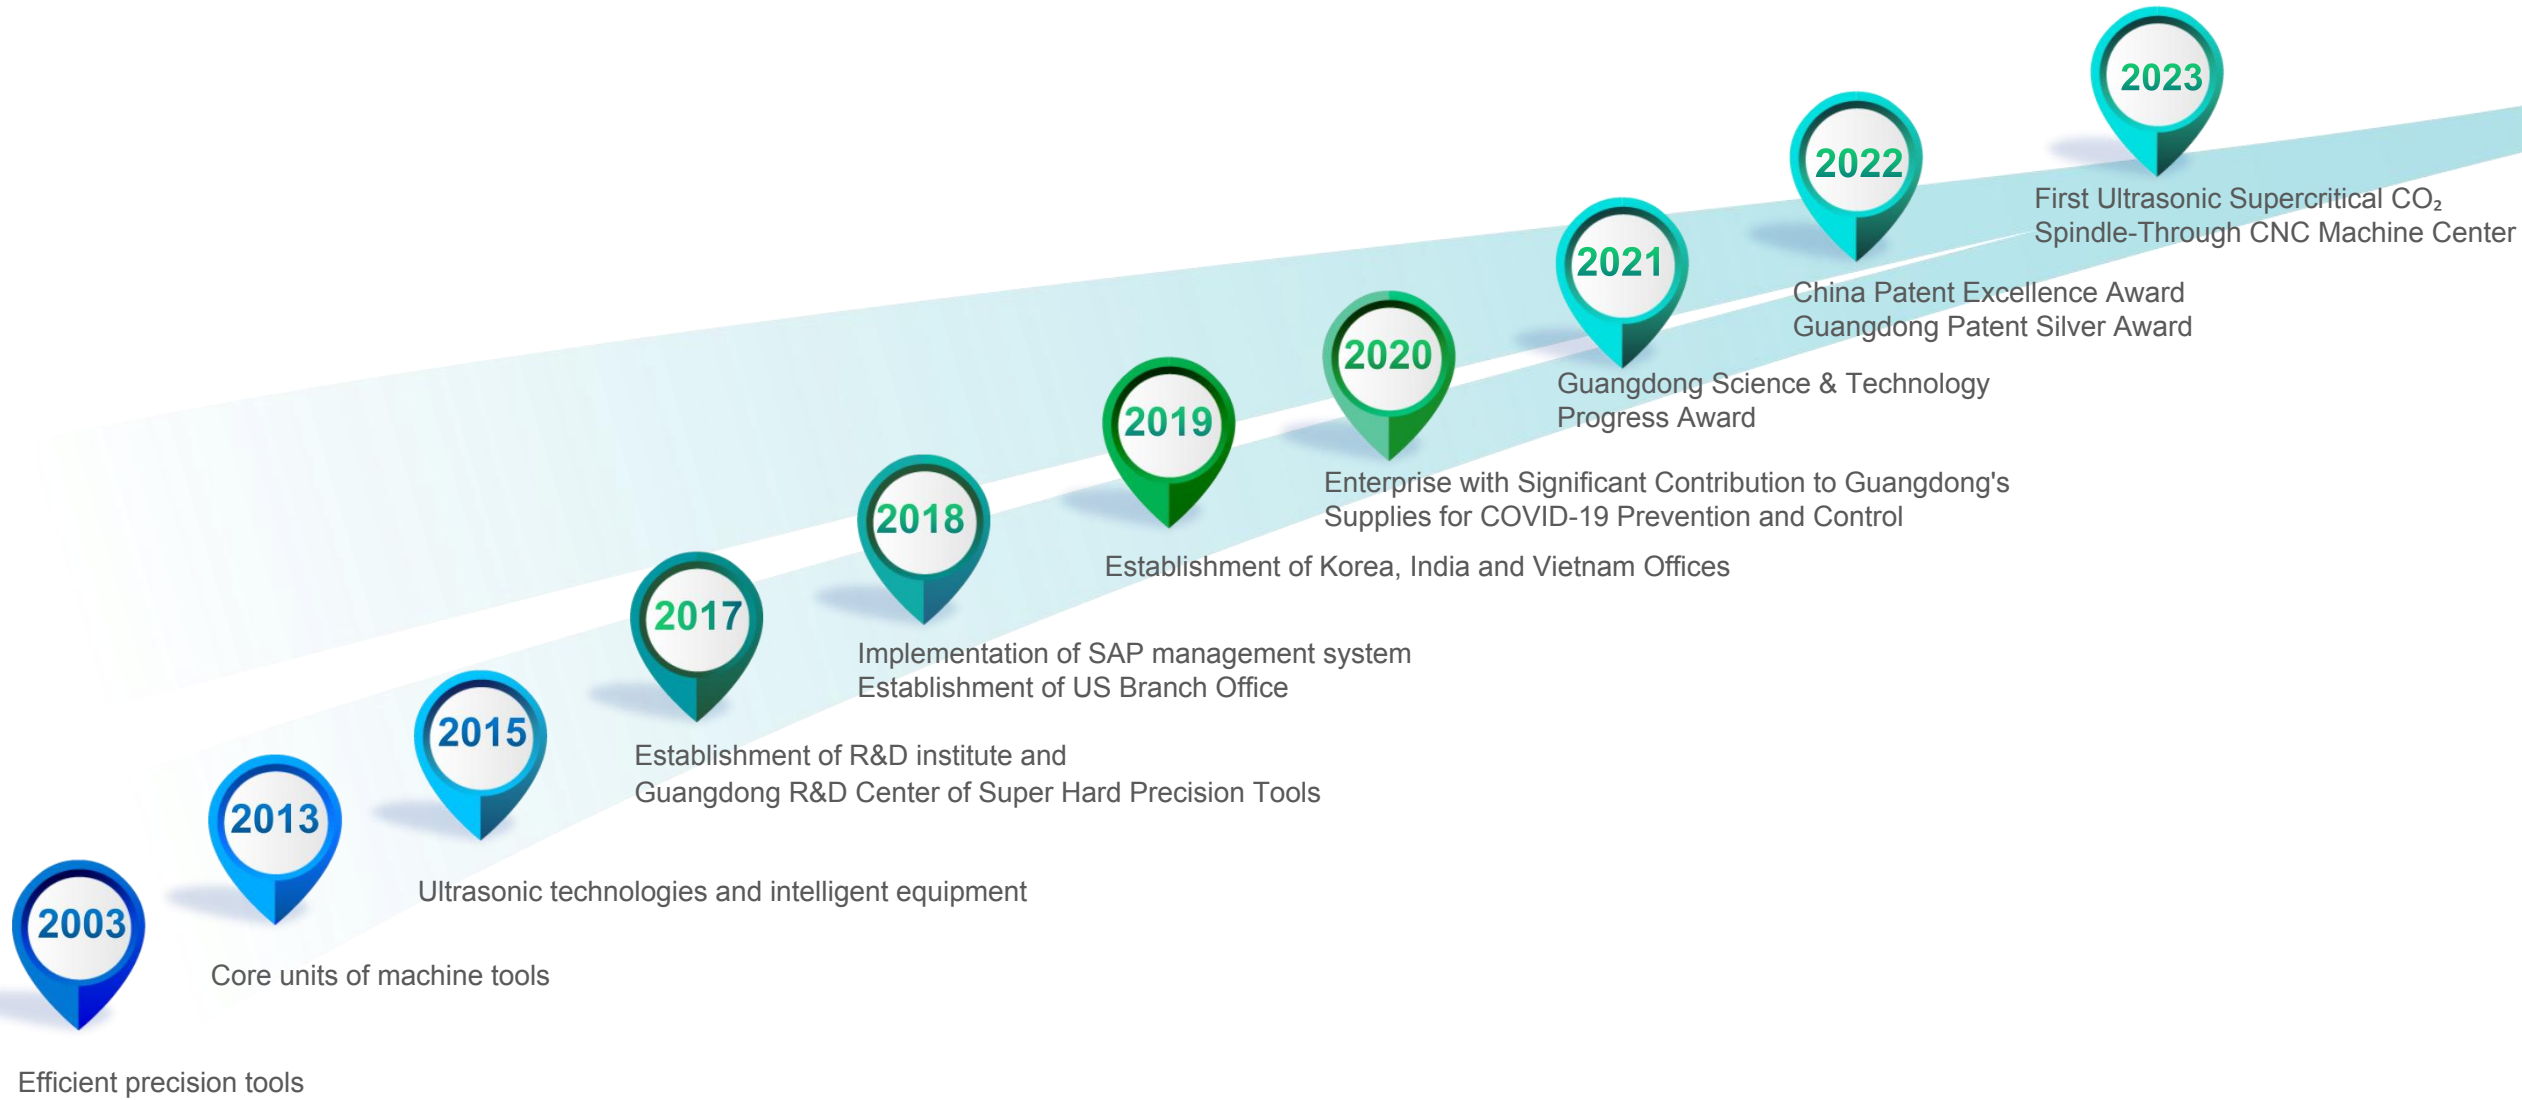 2003
Efficient precision tools
2013
Core units of machine tools
2015
Ultrasonic technologies and intelligent equipment
2017
Establishment of R&D institute and
Guangdong R&D Center of Super Hard Precision Tools
2018
Implementation of SAP management system
Establishment of US Branch Office
2019
Establishment of Korea, India and Vietnam Offices
2020
Enterprise with Significant Contribution to Guangdong's
Supplies for COVID-19 Prevention and Control
2021
Guangdong Science & Technology
Progress Award
2022
China Patent Excellence Award
Guangdong Patent Silver Award
2023
First Ultrasonic Supercritical CO₂
Spindle-Through CNC Machine Center